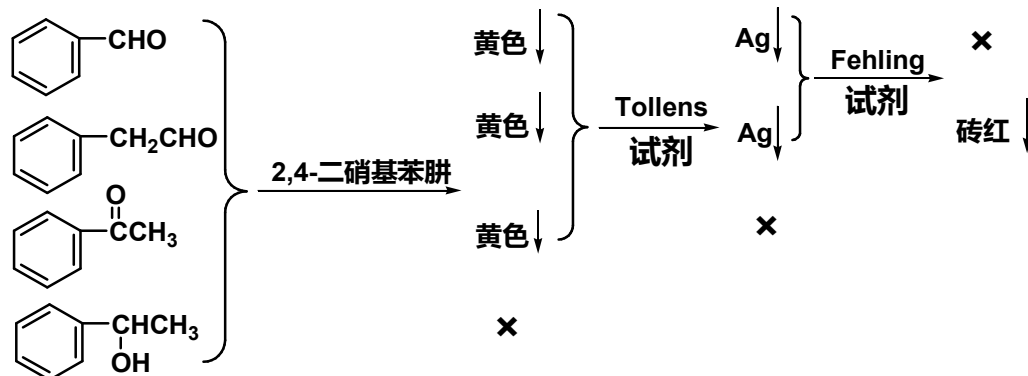 CHO
CH2CHO
O
CCH3
CHCH3
OH
2,4-二硝基苯肼
黄色↓
黄色↓
黄色↓
×
Tollens
试剂
Ag↓
Ag↓
×
Fehling
试剂
×
砖红↓